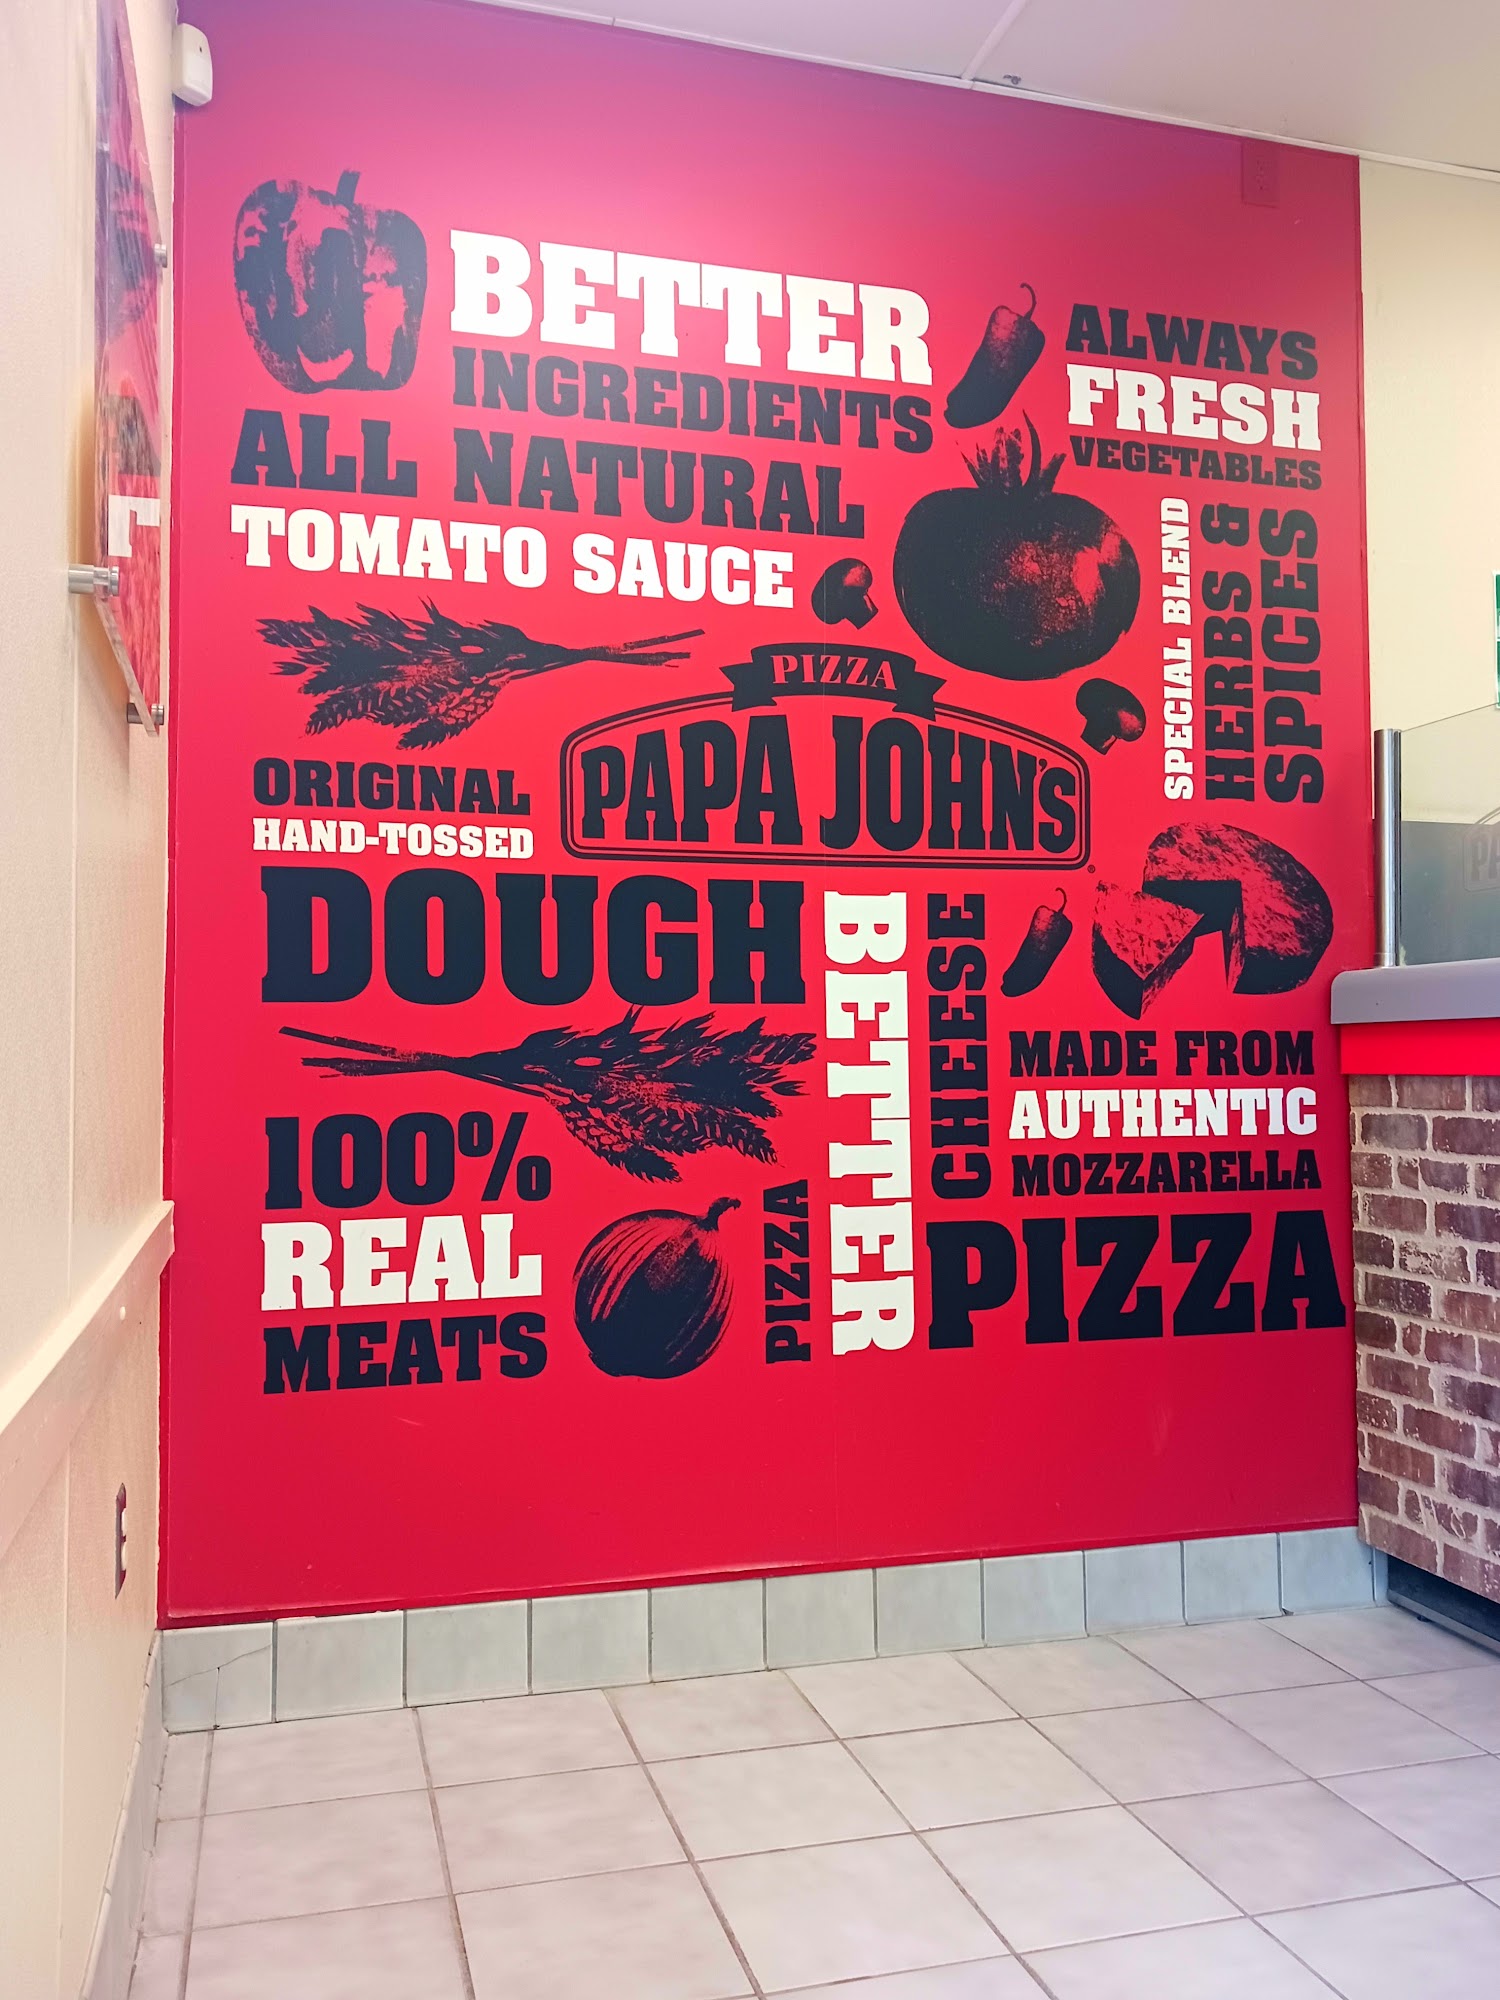 BETTER
INGREDIENTS
ALL NATURAL
TOMATO SAUCE
ALWAYS
FRESH
VEGETABLES
SPECIAL BLEND
HERBS &
SPICES
PIZZA
PAPA JOHN'S
®
ORIGINAL
HAND-TOSSED
DOUGH
100%
REAL
MEATS
PIZZA
BETTER
CHEESE
MADE FROM
AUTHENTIC
MOZZARELLA
PIZZA